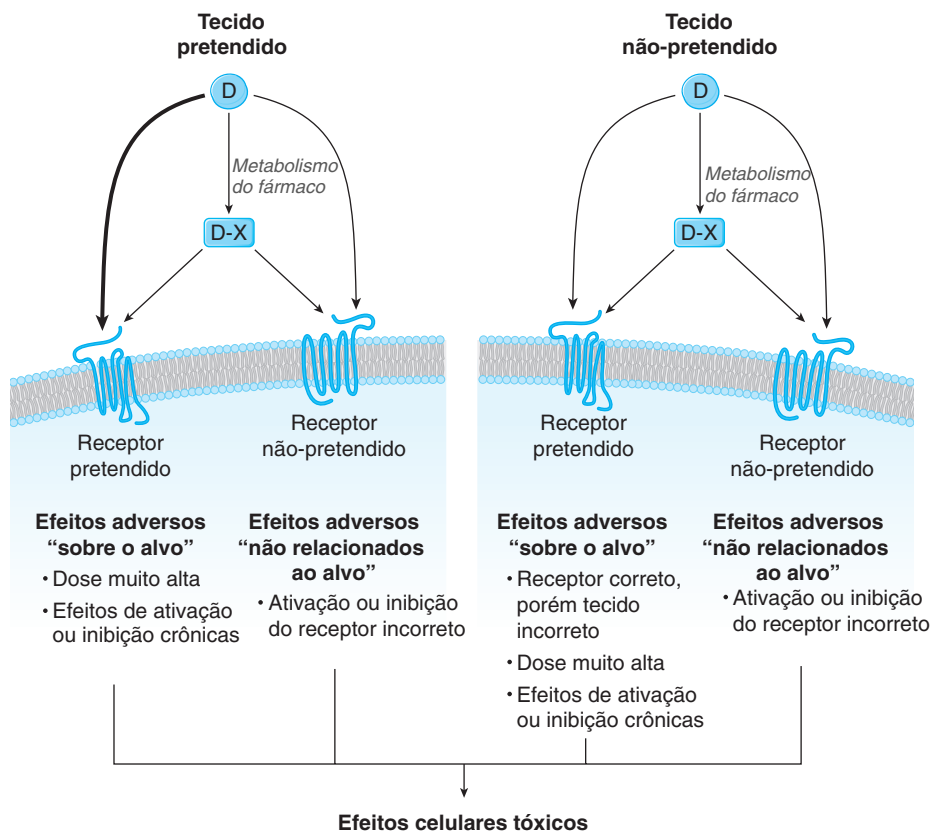 Tecido
pretendido
D
Metabolismo
do fármaco
D-X
Receptor
pretendido
Receptor
não-pretendido
Efeitos adversos
“sobre o alvo”
• Dose muito alta
• Efeitos de ativação
ou inibição crônicas
Efeitos adversos
“não relacionados
ao alvo”
• Ativação ou inibição
do receptor incorreto
Tecido
não-pretendido
D
Metabolismo
do fármaco
D-X
Receptor
pretendido
Receptor
não-pretendido
Efeitos adversos
“sobre o alvo”
• Receptor correto,
porém tecido
incorreto
• Dose muito alta
• Efeitos de ativação
ou inibição crônicas
Efeitos adversos
“não relacionados
ao alvo”
• Ativação ou inibição
do receptor incorreto
Efeitos celulares tóxicos